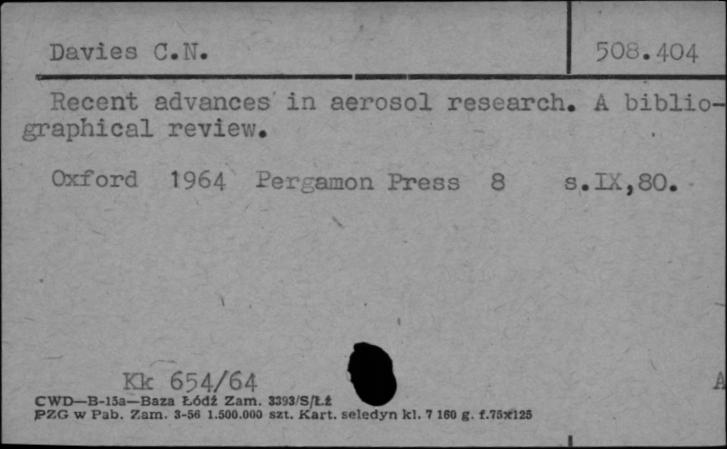 Davies C.N. 508.404
Recent advances in aerosol research. A biblio-
graphical review.
Oxford 1964 Pergamon Press 8 s.IX,80.
Kk 654/64 A
CWD—B-15a—Baza Łódź Zam. 3393/S/Łź
PZG w Pab. Zam. 3-56 1.500.000 szt. Kart. seledyn kl. 7 160 g. f.75x125